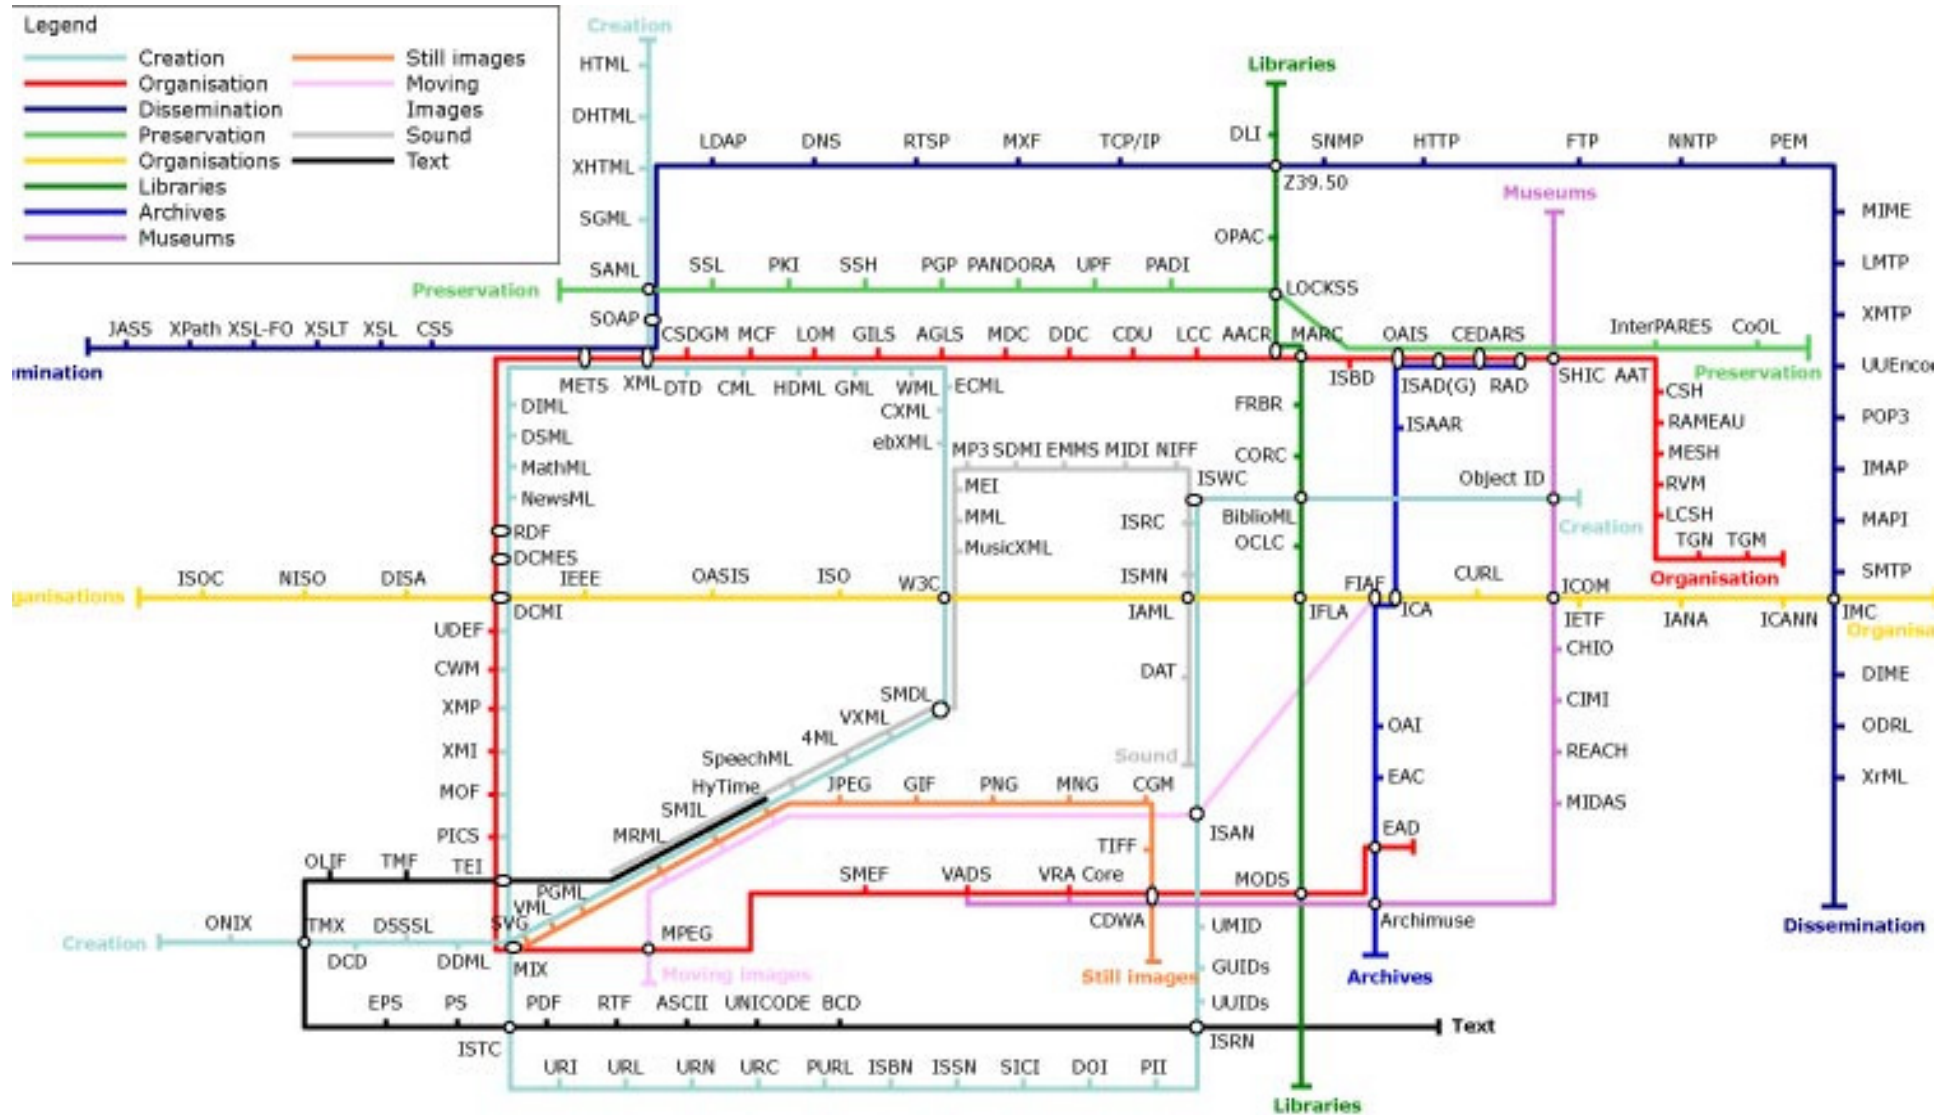 Legend
Creation
Organisation
Dissemination
Preservation
Organisations
Libraries
Archives
Museums
Still images
Moving
Images
Sound
Text
Creation
HTML
DHTML
XHTML
SGML
SAML
SOAP
Libraries
DLI
LDAP DNS RTSP MXF TCP/IP SNMP HTTP FTP NNTP PEM
Z39.50
Museums
OPAC
MIME
LMTP
XMTP
UUEnco
POP3
IMAP
MAPI
SMTP
IMC
DIME
ODRL
XrML
Dissemination
Preservation
SSL PKI SSH PGP PANDORA UPF PADI
LOCKSS
InterPARES CoOL
Preservation
JASS XPath XSL-FO XSLT XSL CSS
mination
CSDGM MCF LOM GILS AGLS MDC DDC CDU LCC AACR MARC OAIS CEDARS
METS XML DTD CML HDML GML WML ECML
ISBD ISAD(G) RAD SHIC AAT
CXML
ebXML
DIML
DSML
MathML
NewsML
RDF
DCMES
FRBR
CORC
ISAAR
CSH
RAMEAU
MESH
RVM
LCSH
TGN TGM
Organisation
MP3 SDMI EMMS MIDI NIFF
MEI
MML
MusicXML
ISWC
ISRC
ISMN
BiblioML
OCLC
Object ID
Creation
ganisations
ISOC NISO DISA IEEE OASIS ISO W3C
DCMI
IAML IFLA FIAF ICA CURL ICOM
IETF IANA ICANN
Organisa
UDEF
CWM
XMP
XMI
MOF
PICS
TEI
DAT
Sound
CHIO
CIMI
REACH
MIDAS
OAI
EAC
EAD
SMDL
VXML
4ML
SpeechML
HyTime
SMIL
MRML
PGML
VML
SVG
JPEG GIF PNG MNG CGM
TIFF
ISAN
OLIF TMF
SMEF VADS VRA Core
MODS
CDWA
Archimuse
Archives
Creation
ONIX TMX DSSSL
DCD DDML MIX
MPEG
Moving images
Still images
UMID
GUIDs
UUIDs
ISRN
EPS PS PDF RTF ASCII UNICODE BCD
Text
ISTC
URI URL URN URC PURL ISBN ISSN SICI DOI PII
Libraries